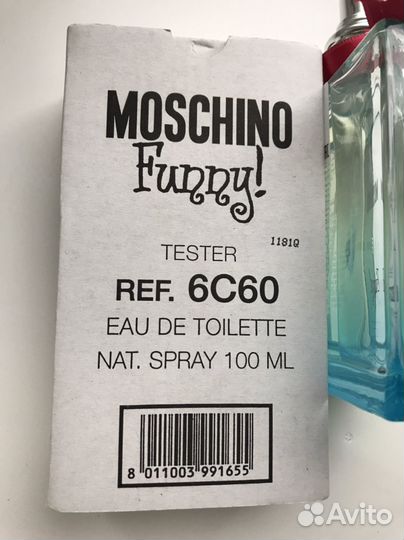 MOSCHINO
Funny!
1181Q
TESTER
REF. 6C60
EAU DE TOILETTE
NAT. SPRAY 100 ML
8 011003 991655
Avito